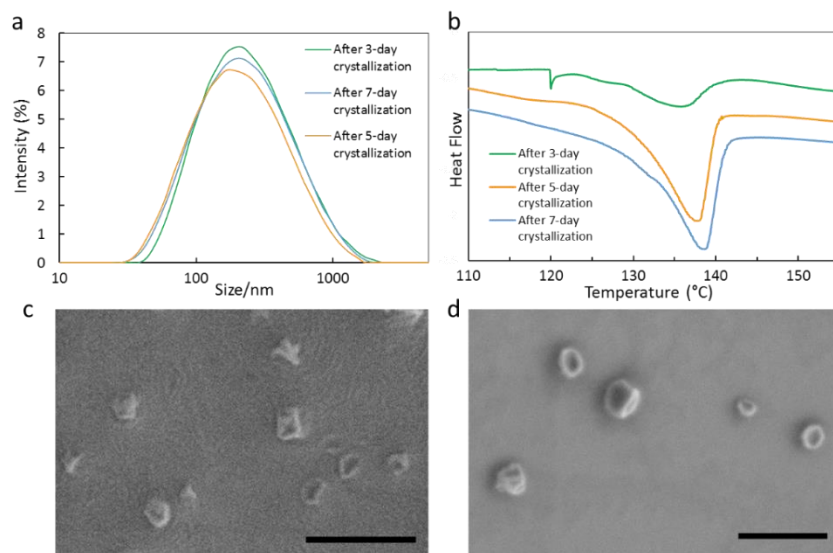 a
8
7
6
5
4
3
2
1
0
Intensity (%)
After 3-day
crystallization
After 7-day
crystallization
After 5-day
crystallization
10
100
1000
Size/nm
b
Heat Flow
After 3-day
crystallization
After 5-day
crystallization
After 7-day
crystallization
110
120
130
140
150
Temperature (°C)
c
d